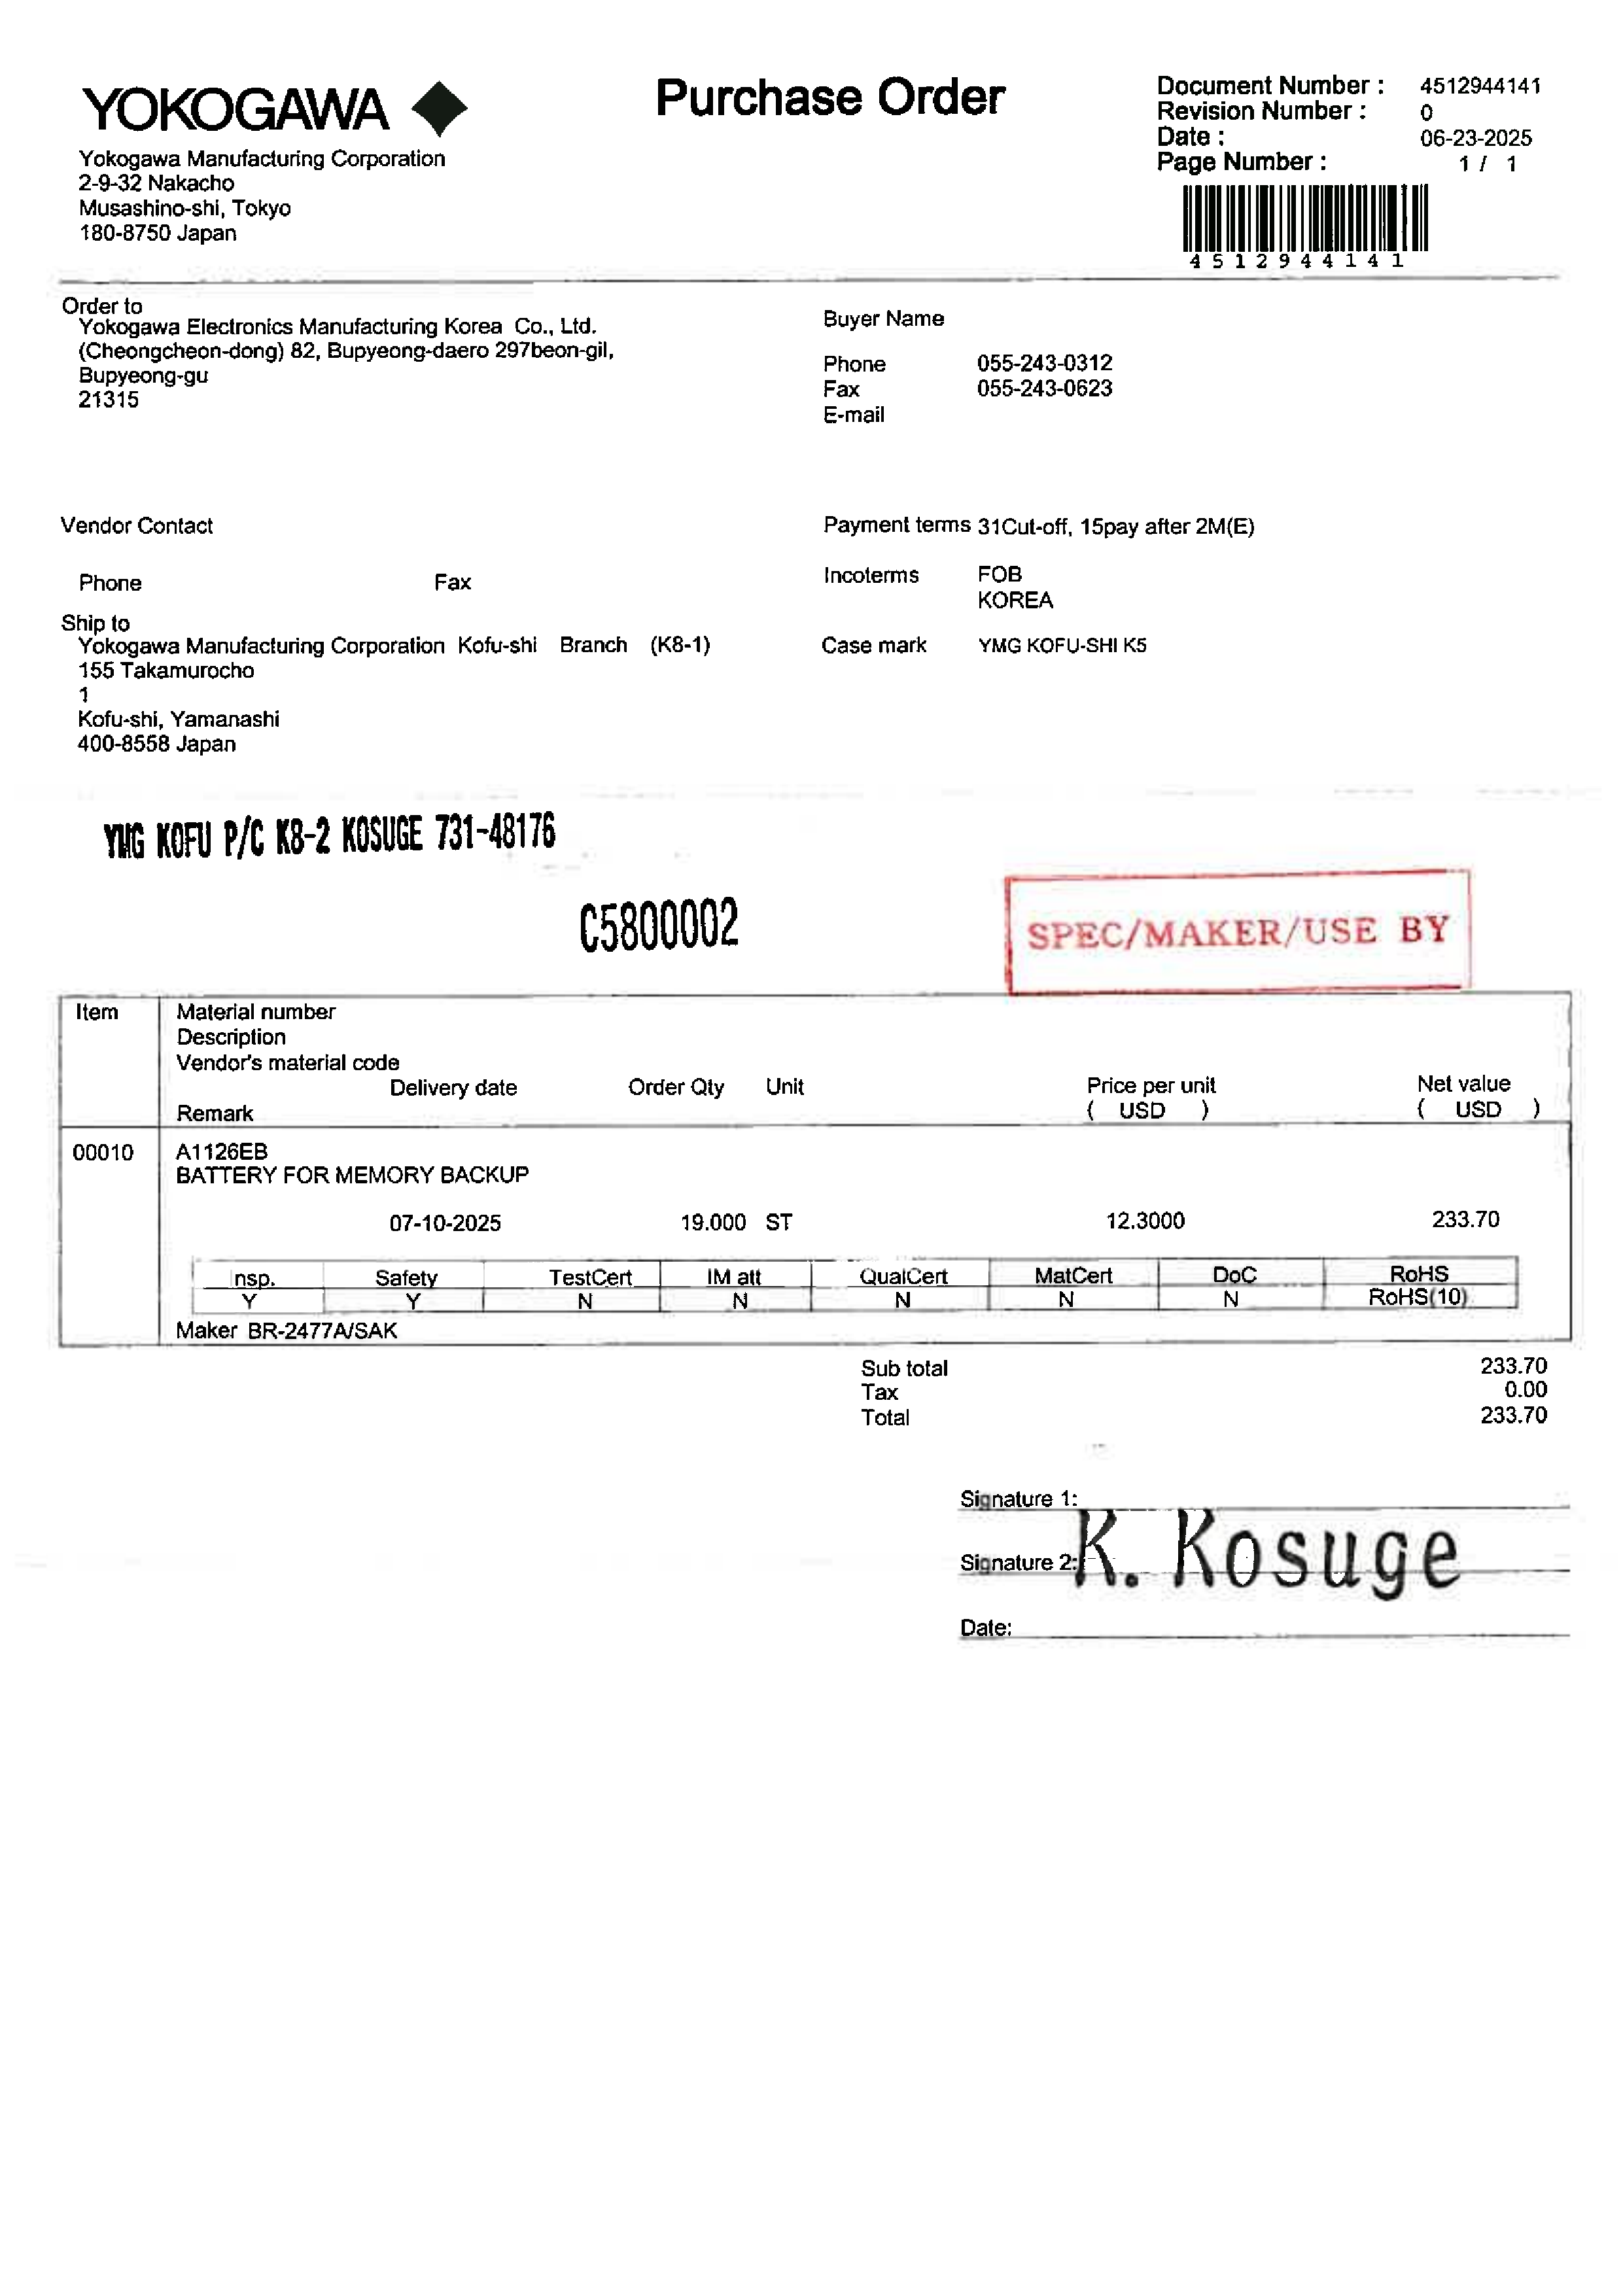 YOKOGAWA
Purchase Order
Document Number : 4512944141
Revision Number : 0
Date : 06-23-2025
Page Number : 1 / 1
4512944141
Yokogawa Manufacturing Corporation
2-9-32 Nakacho
Musashino-shi, Tokyo
180-8750 Japan
Order to
Yokogawa Electronics Manufacturing Korea Co., Ltd.
(Cheongcheon-dong) 82, Bupyeong-daero 297beon-gil,
Bupyeong-gu
21315
Buyer Name
Phone 055-243-0312
Fax 055-243-0623
E-mail
Vendor Contact
Phone Fax
Payment terms 31Cut-off, 15pay after 2M(E)
Incoterms FOB
KOREA
Case mark YMG KOFU-SHI K5
Ship to
Yokogawa Manufacturing Corporation Kofu-shi Branch (K8-1)
155 Takamurocho
1
Kofu-shi, Yamanashi
400-8558 Japan
YMG KOFU P/C K8-2 KOSUGE 731-48176
C5800002
SPEC/MAKER/USE BY
Item Material number
Description
Vendor's material code
Delivery date Order Qty Unit Price per unit Net value
Remark ( USD ) ( USD )
00010 A1126EB
BATTERY FOR MEMORY BACKUP
07-10-2025 19.000 ST 12.3000 233.70
nsp. Safety TestCert IM att QualCert MatCert DoC RoHS
Y Y N N N N N RoHS(10)
Maker BR-2477A/SAK
Sub total 233.70
Tax 0.00
Total 233.70
Signature 1:
Signature 2: K. Kosuge
Date: